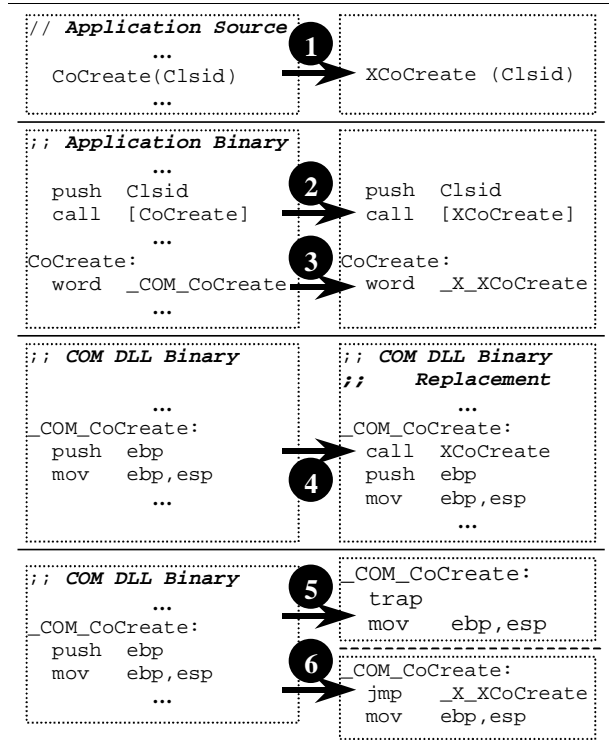 // Application Source
...
CoCreate(Clsid)
...
1
XCoCreate (Clsid)
;; Application Binary
...
push Clsid
call [CoCreate]
...
CoCreate:
word _COM_CoCreate
...
2
3
push Clsid
call [XCoCreate]
CoCreate:
word _X_XCoCreate
;; COM DLL Binary
...
_COM_CoCreate:
push ebp
mov ebp,esp
...
4
;; COM DLL Binary
;; Replacement
...
_COM_CoCreate:
call XCoCreate
push ebp
mov ebp,esp
...
;; COM DLL Binary
...
_COM_CoCreate:
push ebp
mov ebp,esp
...
5
_COM_CoCreate:
trap
mov ebp,esp
6
_COM_CoCreate:
jmp _X_XCoCreate
mov ebp,esp